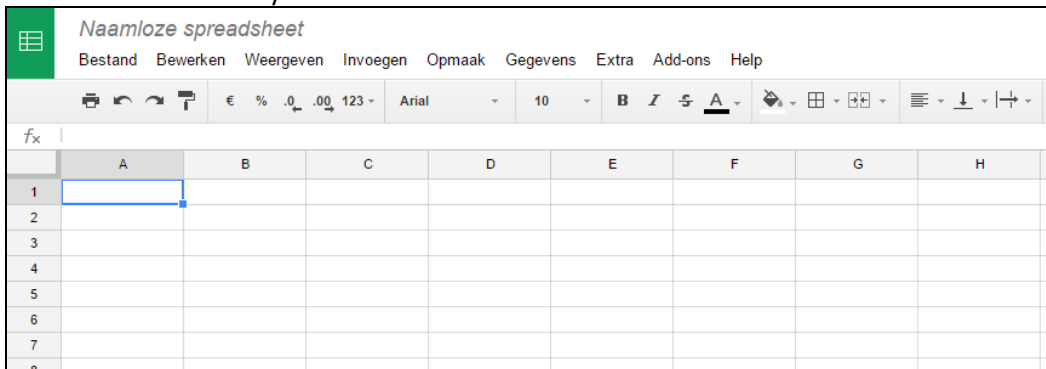 Naamloze spreadsheet
Bestand Bewerken Weergeven Invoegen Opmaak Gegevens Extra Add-ons Help
€ % .0 .00 123 Arial 10 B I S A
fx
A B C D E F G H
1
2
3
4
5
6
7